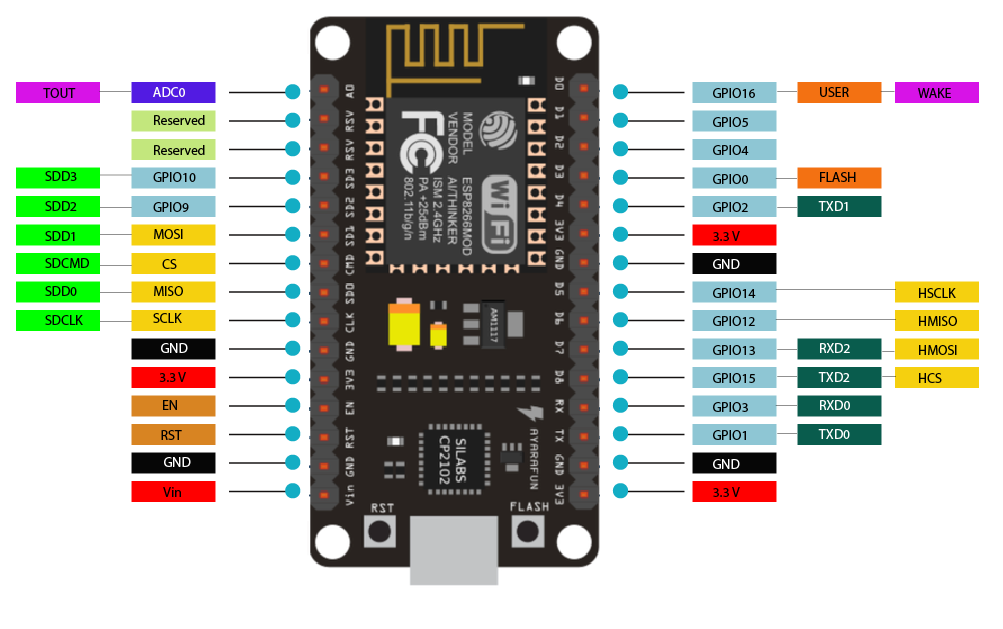 TOUT ADC0 A0 D0 GPIO16 USER WAKE
Reserved RSV D1 GPIO5
Reserved RSV D2 GPIO4
SDD3 GPIO10 SD3 D3 GPIO0 FLASH
SDD2 GPIO9 SD2 D4 GPIO2 TXD1
SDD1 MOSI SD1 3V3 3.3 V
SDCMD CS CMD GND GND
SDD0 MISO SD0 D5 GPIO14 HSCLK
SDCLK SCLK CLK D6 GPIO12 HMISO
GND GND D7 GPIO13 RXD2 HMOSI
3.3 V 3V3 D8 GPIO15 TXD2 HCS
EN EN RX GPIO3 RXD0
RST RST TX GPIO1 TXD0
GND GND GND GND
Vin Vin 3V3 3.3 V
MODEL ESP8266MOD
VENDOR AI/THINKER
ISM 2.4GHz
PA +25dBm
802.11b/g/n
FC
Wi Fi
AM1117
SILABS
CP2102
AYARAFUN
RST
FLASH